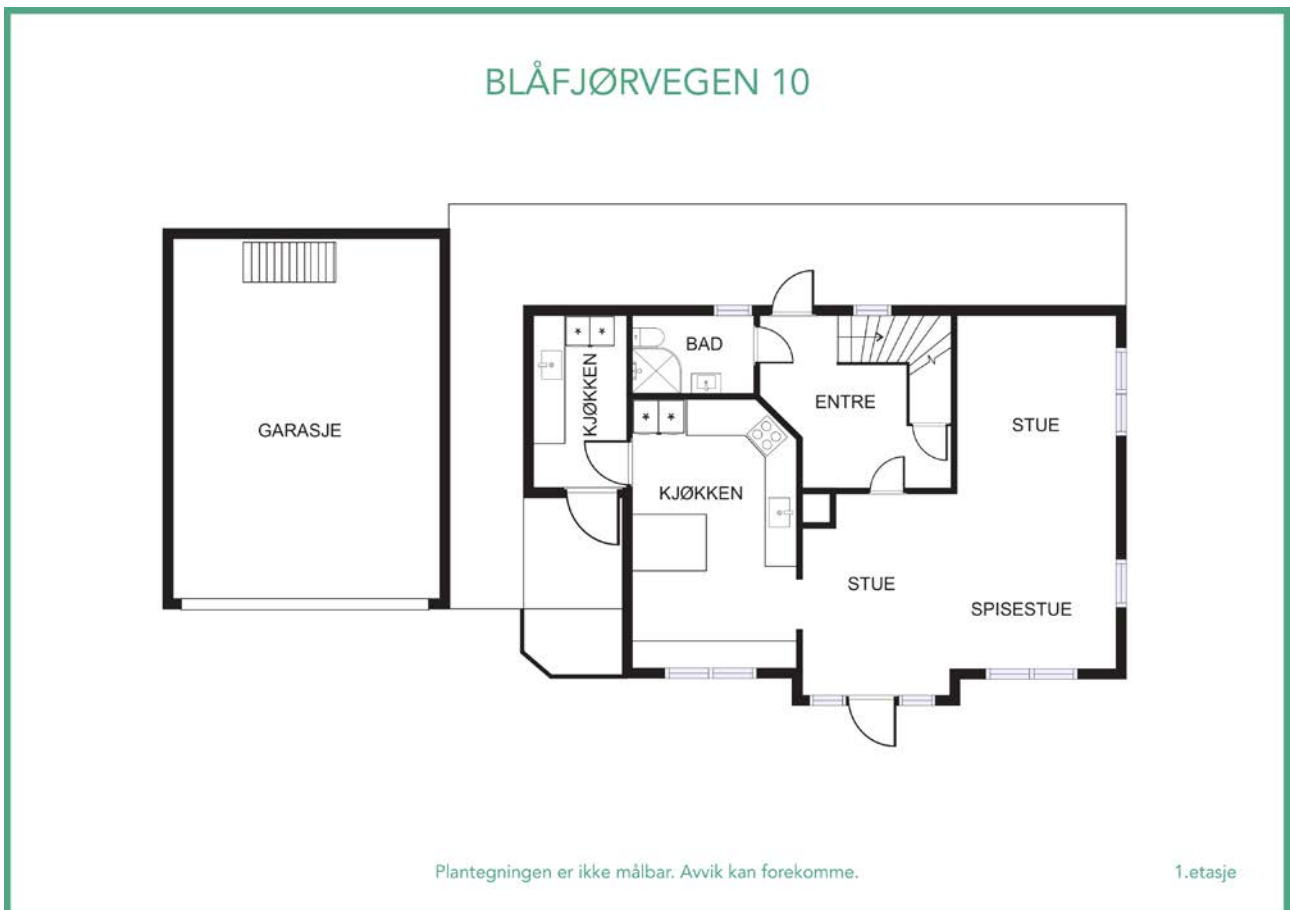 BLÅFJØRVEGEN 10
BAD
KJØKKEN
ENTRE
STUE
GARASJE
KJØKKEN
STUE
SPISESTUE
Plantegningen er ikke målbar. Avvik kan forekomme.
1.etasje